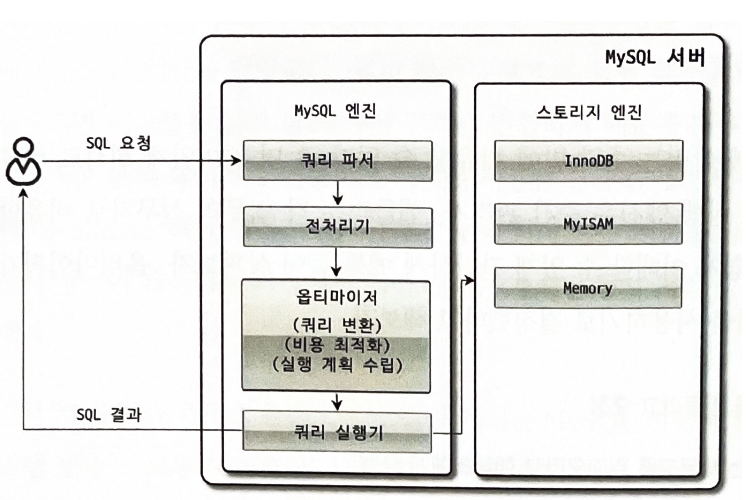 MySQL 서버
MySQL 엔진
스토리지 엔진
SQL 요청
쿼리 파서
InnoDB
전처리기
MyISAM
옵티마이저
(쿼리 변환)
(비용 최적화)
(실행 계획 수립)
Memory
SQL 결과
쿼리 실행기